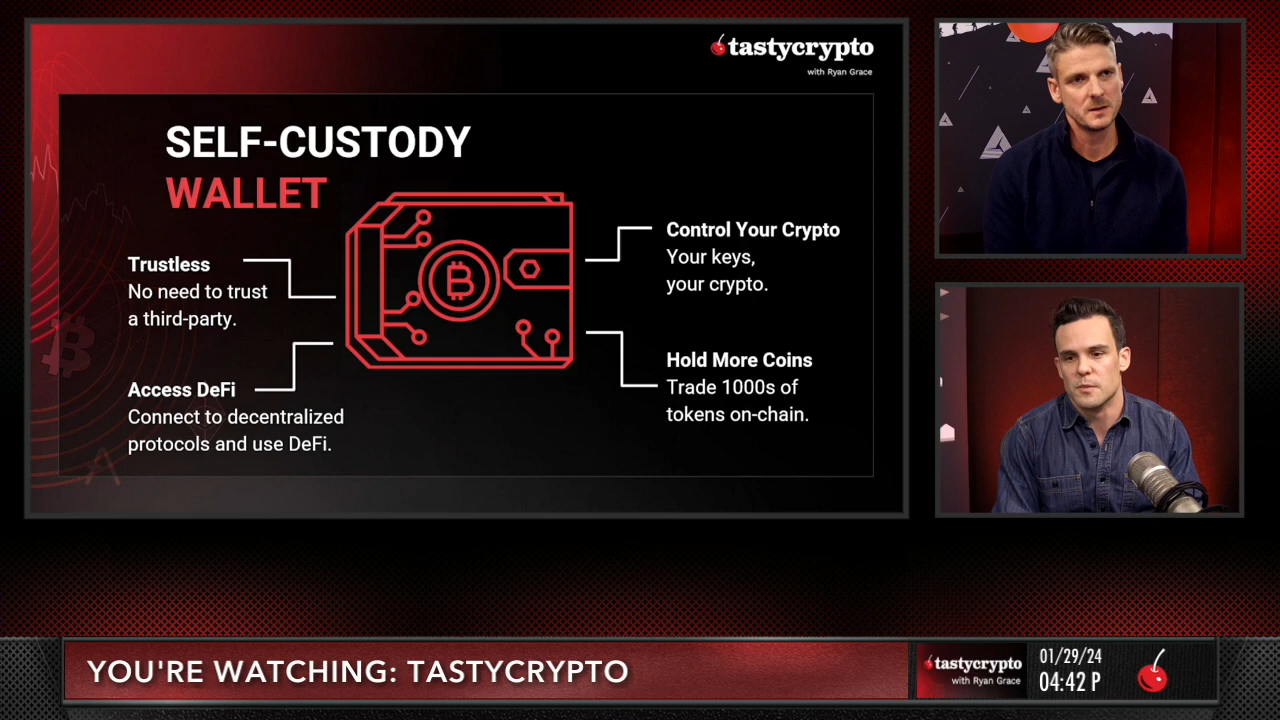 tastycrypto
with Ryan Grace
SELF-CUSTODY
WALLET
Trustless
No need to trust
a third-party.
Access DeFi
Connect to decentralized
protocols and use DeFi.
Control Your Crypto
Your keys,
your crypto.
Hold More Coins
Trade 1000s of
tokens on-chain.
YOU'RE WATCHING: TASTYCRYPTO
tastycrypto
with Ryan Grace
01/29/24
04:42 P